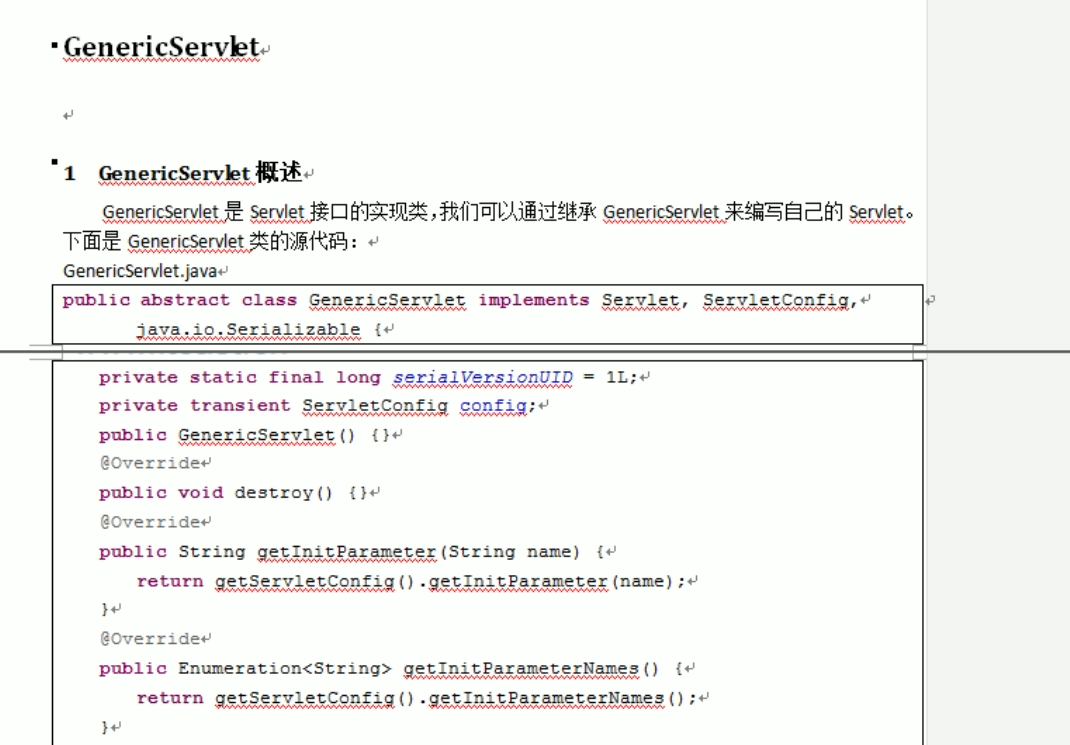 GenericServlet
1 GenericServlet 概述
GenericServlet 是 Servlet 接口的实现类,我们可以通过继承 GenericServlet 来编写自己的 Servlet。
下面是 GenericServlet 类的源代码：
GenericServlet.java
public abstract class GenericServlet implements Servlet, ServletConfig,
java.io.Serializable {
private static final long serialVersionUID = 1L;
private transient ServletConfig config;
public GenericServlet() {}
@Override
public void destroy() {}
@Override
public String getInitParameter(String name) {
return getServletConfig().getInitParameter(name);
}
@Override
public Enumeration<String> getInitParameterNames() {
return getServletConfig().getInitParameterNames();
}